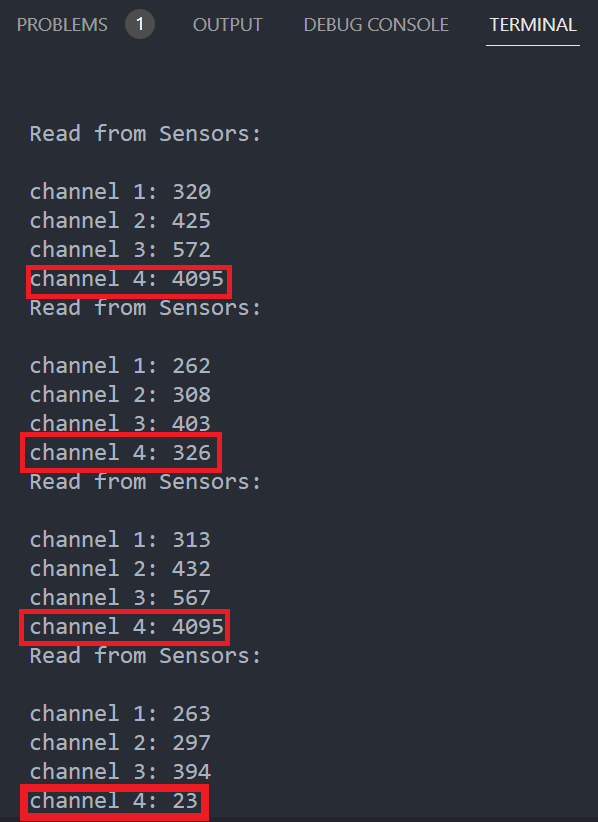 PROBLEMS 1 OUTPUT DEBUG CONSOLE TERMINAL
Read from Sensors:
channel 1: 320
channel 2: 425
channel 3: 572
channel 4: 4095
Read from Sensors:
channel 1: 262
channel 2: 308
channel 3: 403
channel 4: 326
Read from Sensors:
channel 1: 313
channel 2: 432
channel 3: 567
channel 4: 4095
Read from Sensors:
channel 1: 263
channel 2: 297
channel 3: 394
channel 4: 23